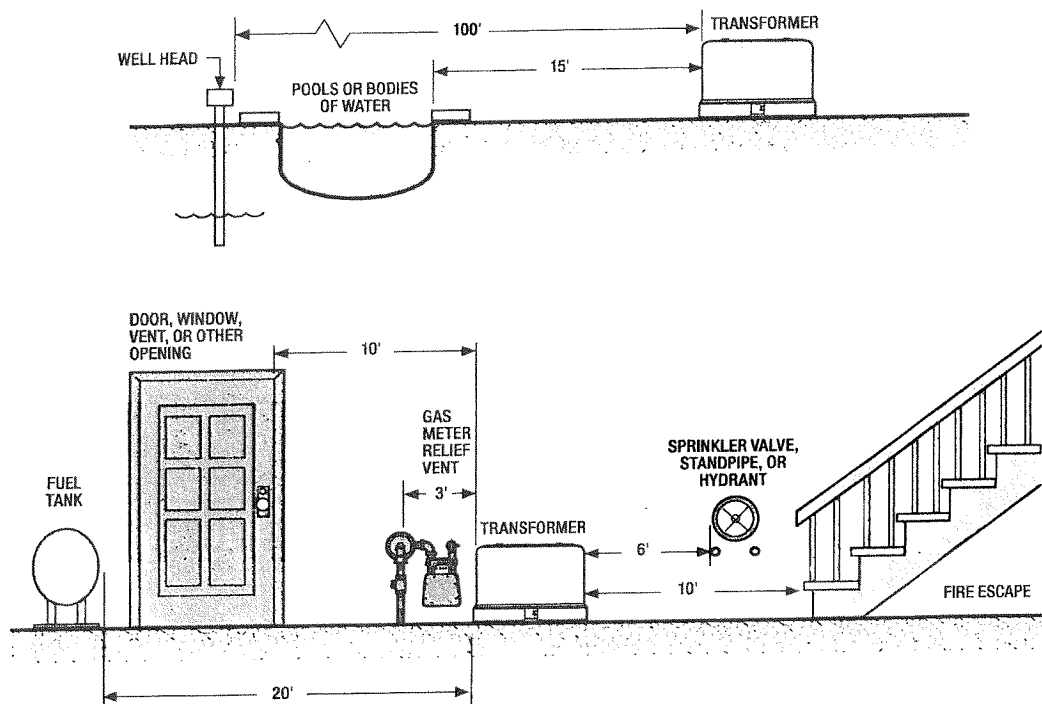 TRANSFORMER
100'
WELL HEAD
15'
POOLS OR BODIES
OF WATER
DOOR, WINDOW,
VENT, OR OTHER
OPENING
10'
GAS
METER
RELIEF
VENT
SPRINKLER VALVE,
STANDPIPE, OR
HYDRANT
FUEL
TANK
3'
TRANSFORMER
6'
10'
FIRE ESCAPE
20'